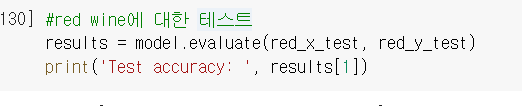 130] #red wine에 대한 테스트
results = model.evaluate(red_x_test, red_y_test)
print('Test accuracy: ', results[1])